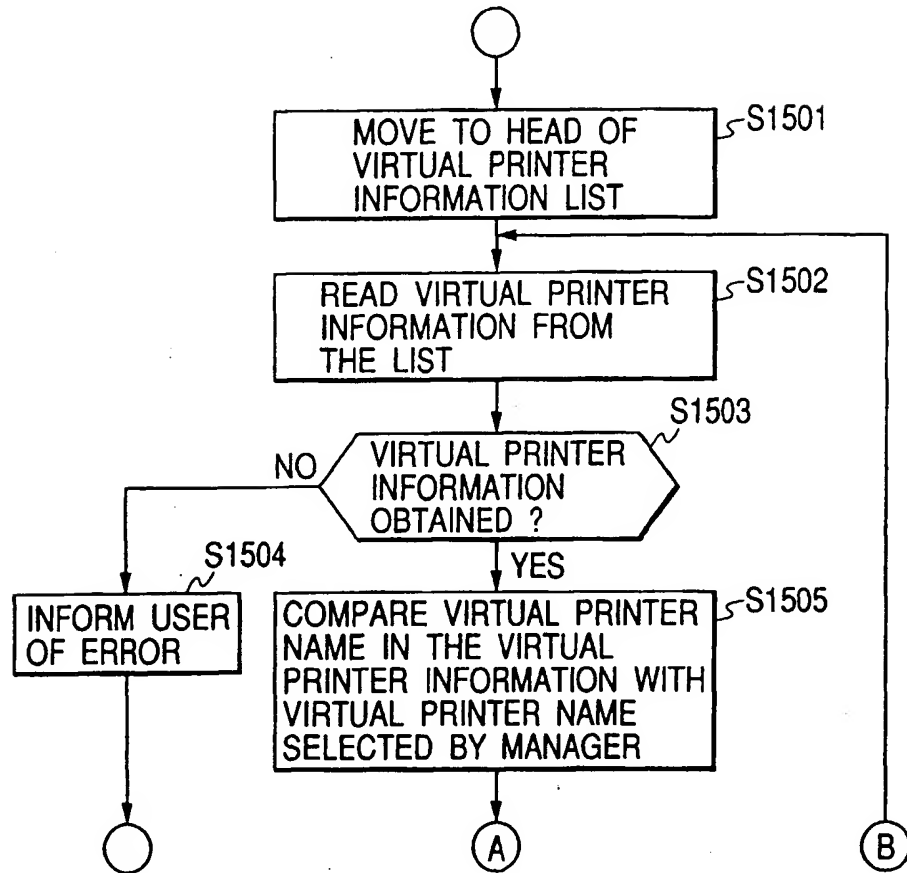 S1501
MOVE TO HEAD OF
VIRTUAL PRINTER
INFORMATION LIST
S1502
READ VIRTUAL PRINTER
INFORMATION FROM
THE LIST
S1503
VIRTUAL PRINTER
INFORMATION
OBTAINED ?
NO
YES
S1504
INFORM USER
OF ERROR
S1505
COMPARE VIRTUAL PRINTER
NAME IN THE VIRTUAL
PRINTER INFORMATION WITH
VIRTUAL PRINTER NAME
SELECTED BY MANAGER
A
B